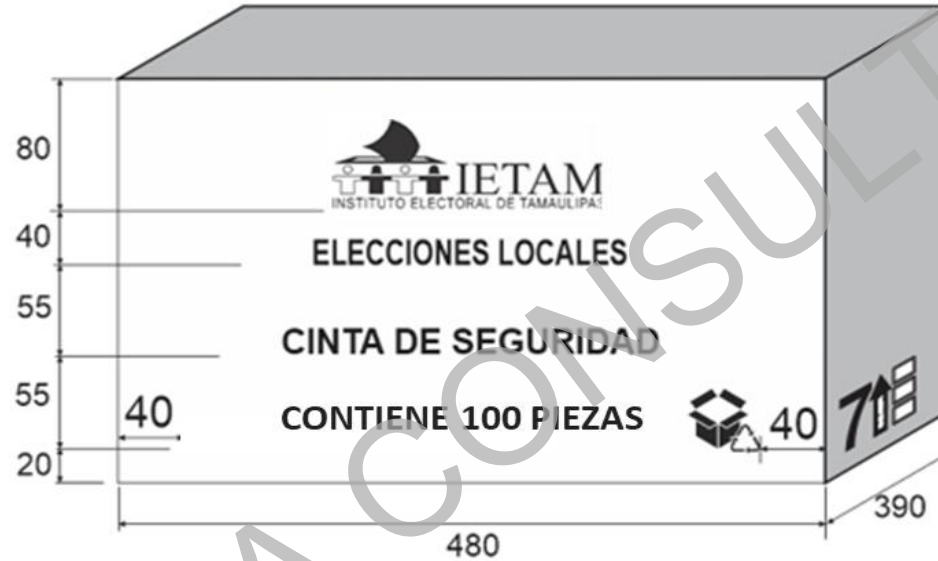 80
IETAM
INSTITUTO ELECTORAL DE TAMAULIPAS
40
ELECCIONES LOCALES
55
CINTA DE SEGURIDAD
55
40
CONTIENE 100 PIEZAS
40
7
20
390
480
A CONSULT